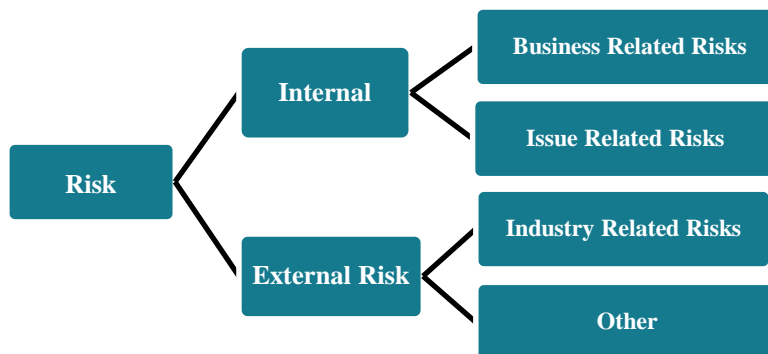 Risk
Internal
Business Related Risks
Issue Related Risks
External Risk
Industry Related Risks
Other